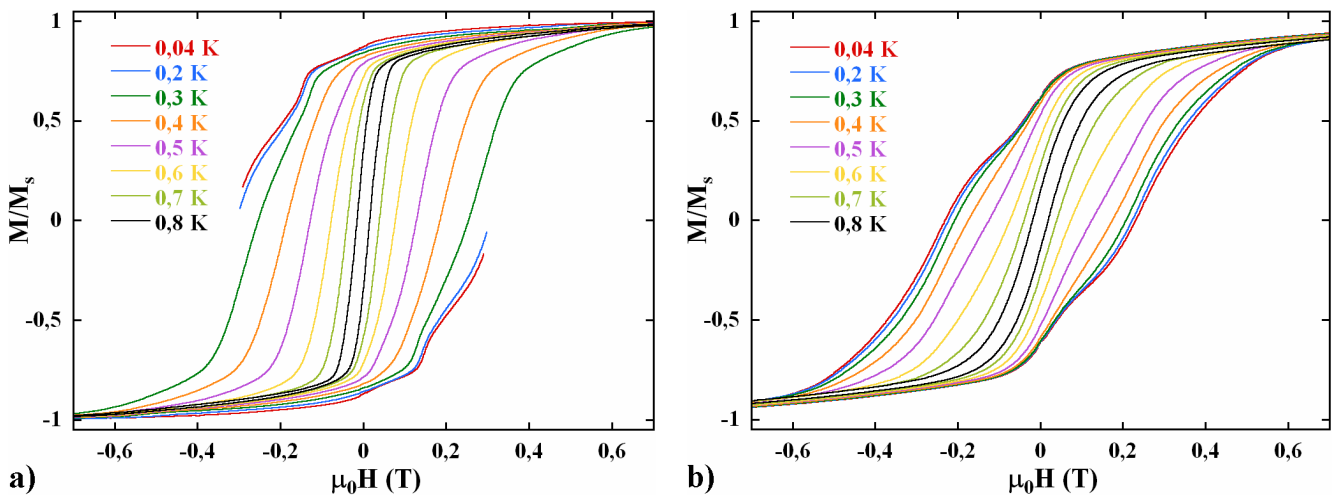 1
0,5
0
-0,5
-1
M/Ms
0,04 K
0,2 K
0,3 K
0,4 K
0,5 K
0,6 K
0,7 K
0,8 K
-0,6 -0,4 -0,2 0 0,2 0,4 0,6
a) μ0H (T)
1
0,5
0
-0,5
-1
M/Ms
0,04 K
0,2 K
0,3 K
0,4 K
0,5 K
0,6 K
0,7 K
0,8 K
-0,6 -0,4 -0,2 0 0,2 0,4 0,6
b) μ0H (T)